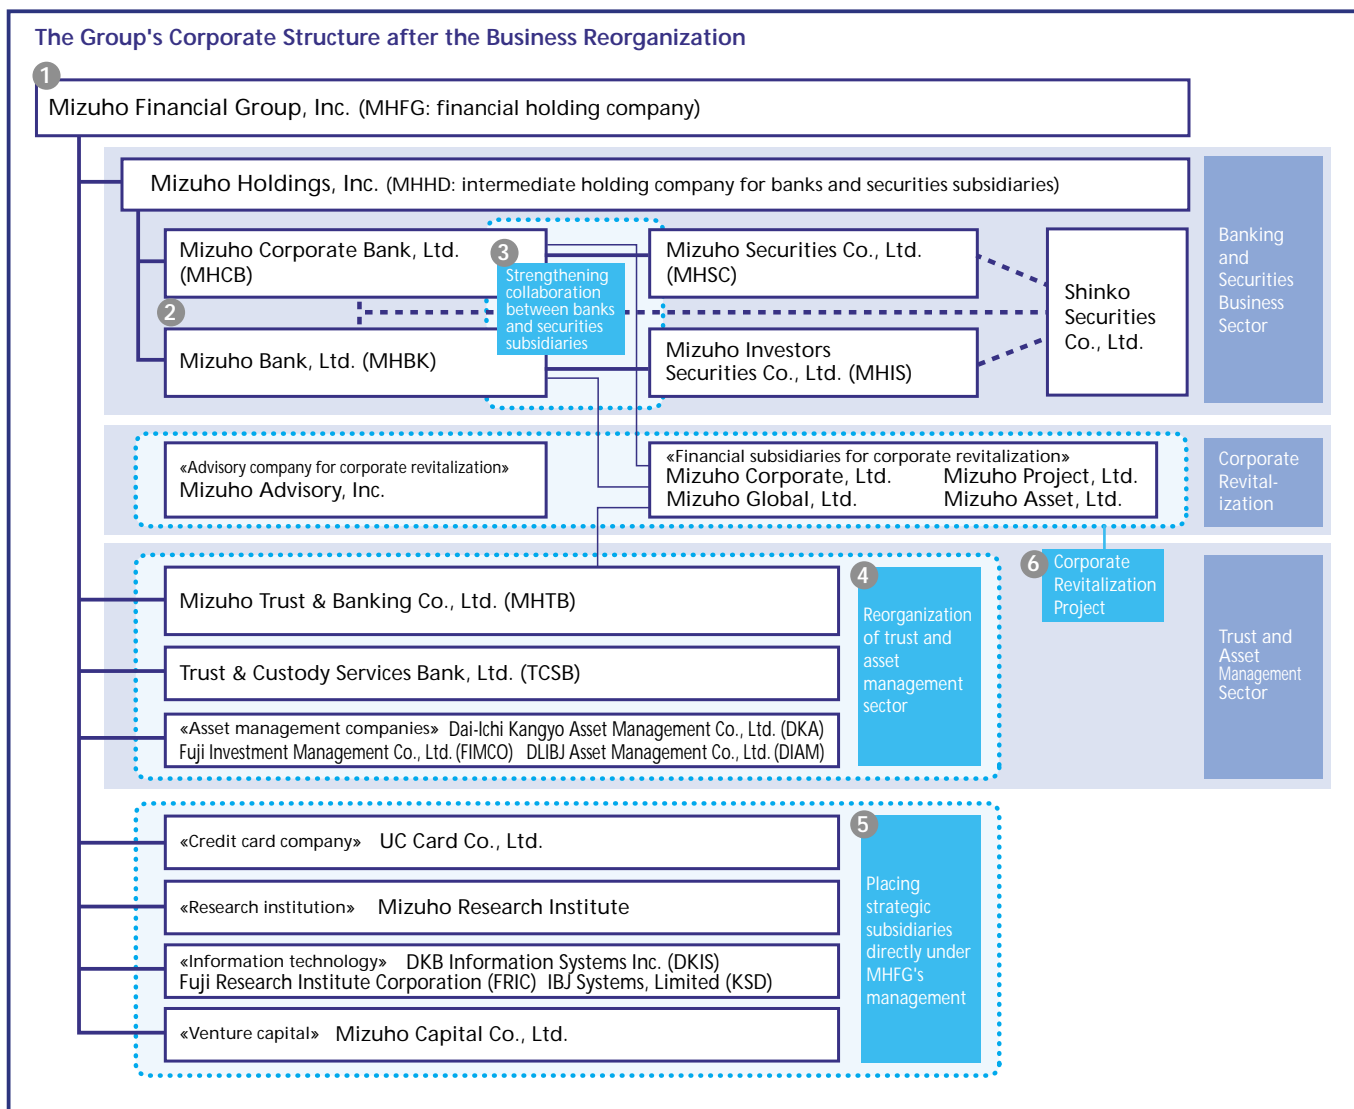 The Group's Corporate Structure after the Business Reorganization
1
Mizuho Financial Group, Inc. (MHFG: financial holding company)
Mizuho Holdings, Inc. (MHHD: intermediate holding company for banks and securities subsidiaries)
Banking
and
Securities
Business
Sector
Mizuho Corporate Bank, Ltd.
(MHCB)
3
Strengthening
collaboration
between banks
and securities
subsidiaries
Mizuho Securities Co., Ltd.
(MHSC)
Shinko
Securities
Co., Ltd.
2
Mizuho Bank, Ltd. (MHBK)
Mizuho Investors
Securities Co., Ltd. (MHIS)
«Advisory company for corporate revitalization»
Mizuho Advisory, Inc.
«Financial subsidiaries for corporate revitalization»
Mizuho Corporate, Ltd. Mizuho Project, Ltd.
Mizuho Global, Ltd. Mizuho Asset, Ltd.
Corporate
Revital-
ization
6
Corporate
Revitalization
Project
Mizuho Trust & Banking Co., Ltd. (MHTB)
4
Reorganization
of trust and
asset
management
sector
Trust and
Asset
Management
Sector
Trust & Custody Services Bank, Ltd. (TCSB)
«Asset management companies» Dai-Ichi Kangyo Asset Management Co., Ltd. (DKA)
Fuji Investment Management Co., Ltd. (FIMCO) DLIBJ Asset Management Co., Ltd. (DIAM)
«Credit card company» UC Card Co., Ltd.
5
Placing
strategic
subsidiaries
directly under
MHFG's
management
«Research institution» Mizuho Research Institute
«Information technology» DKB Information Systems Inc. (DKIS)
Fuji Research Institute Corporation (FRIC) IBJ Systems, Limited (KSD)
«Venture capital» Mizuho Capital Co., Ltd.